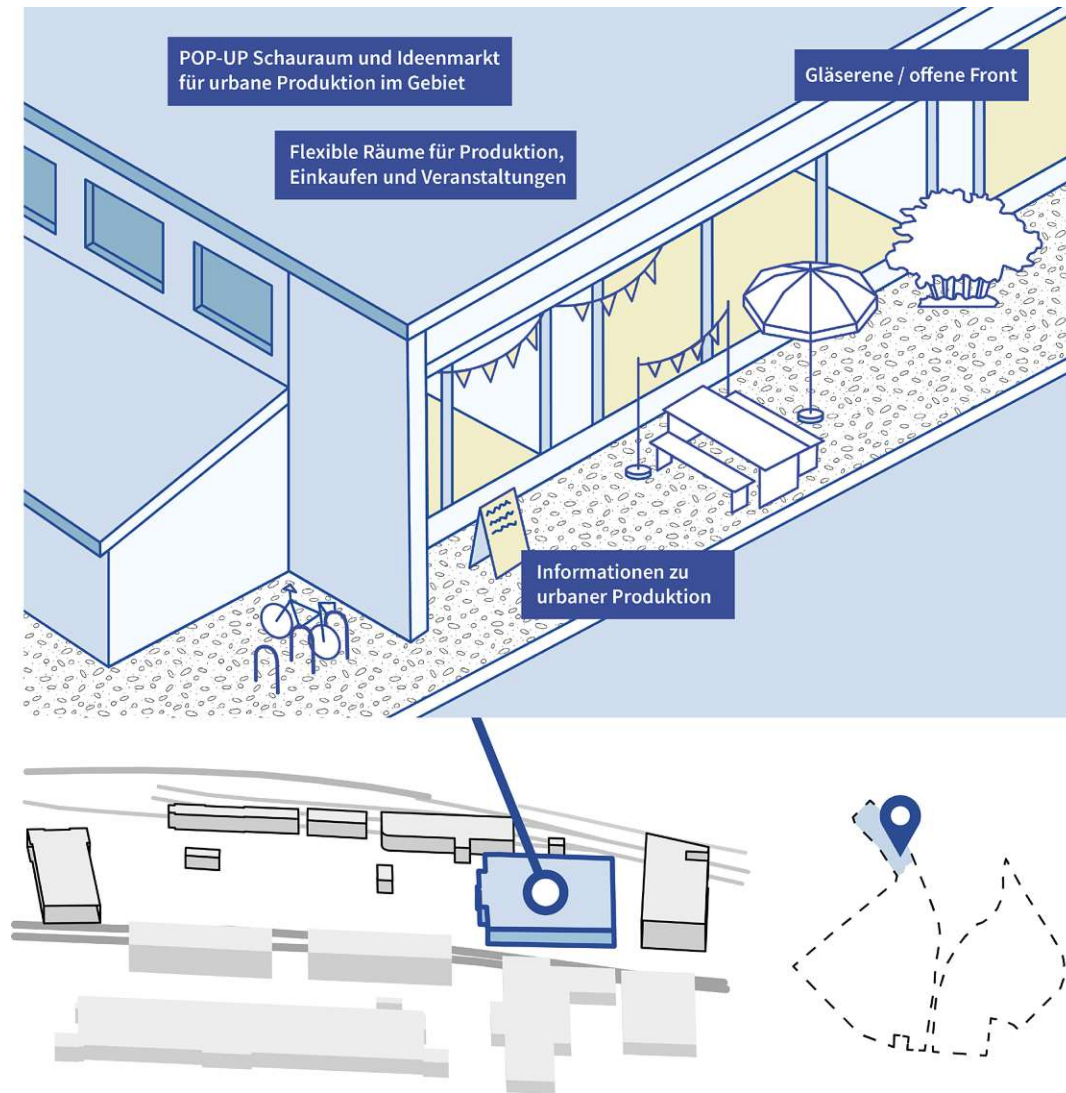 POP-UP Schauraum und Ideenmarkt
für urbane Produktion im Gebiet
Gläserene / offene Front
Flexible Räume für Produktion,
Einkaufen und Veranstaltungen
Informationen zu
urbaner Produktion